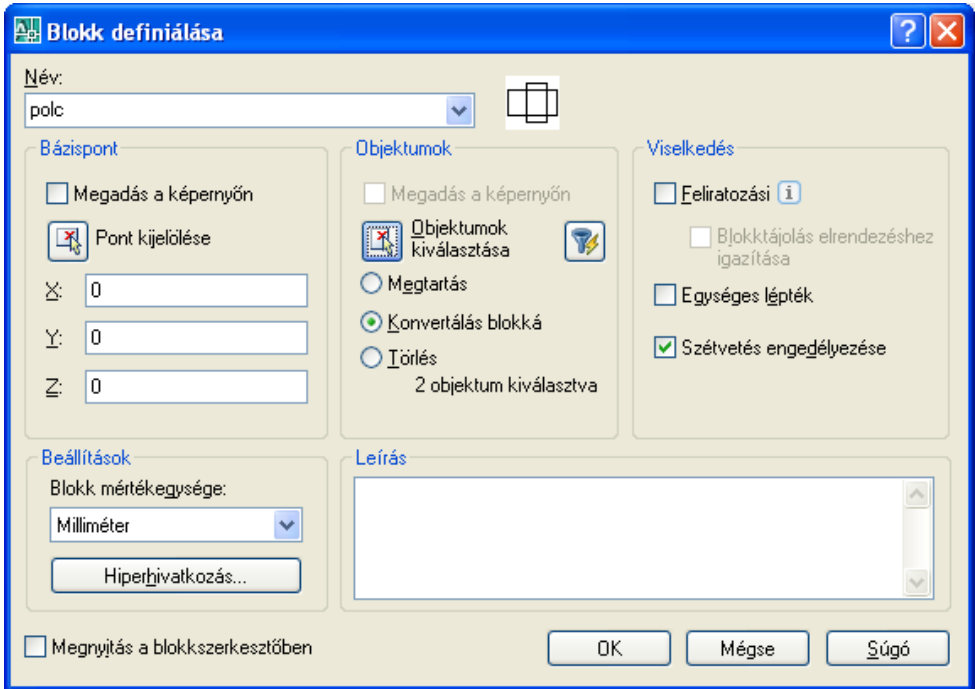 Blokk definiálása
Név:
polc
Bázispont
Megadás a képernyőn
Pont kijelölése
X: 0
Y: 0
Z: 0
Objektumok
Megadás a képernyőn
Objektumok
kiválasztása
Megtartás
Konvertálás blokká
Törlés
2 objektum kiválasztva
Viselkedés
Feliratozási
Blokktájolás elrendezéshez
igazítása
Egységes lépték
Szétvetés engedélyezése
Beállítások
Blokk mértékegysége:
Milliméter
Hiperhivatkozás...
Leírás
Megnyitás a blokkszerkesztőben
OK
Mégse
Súgó